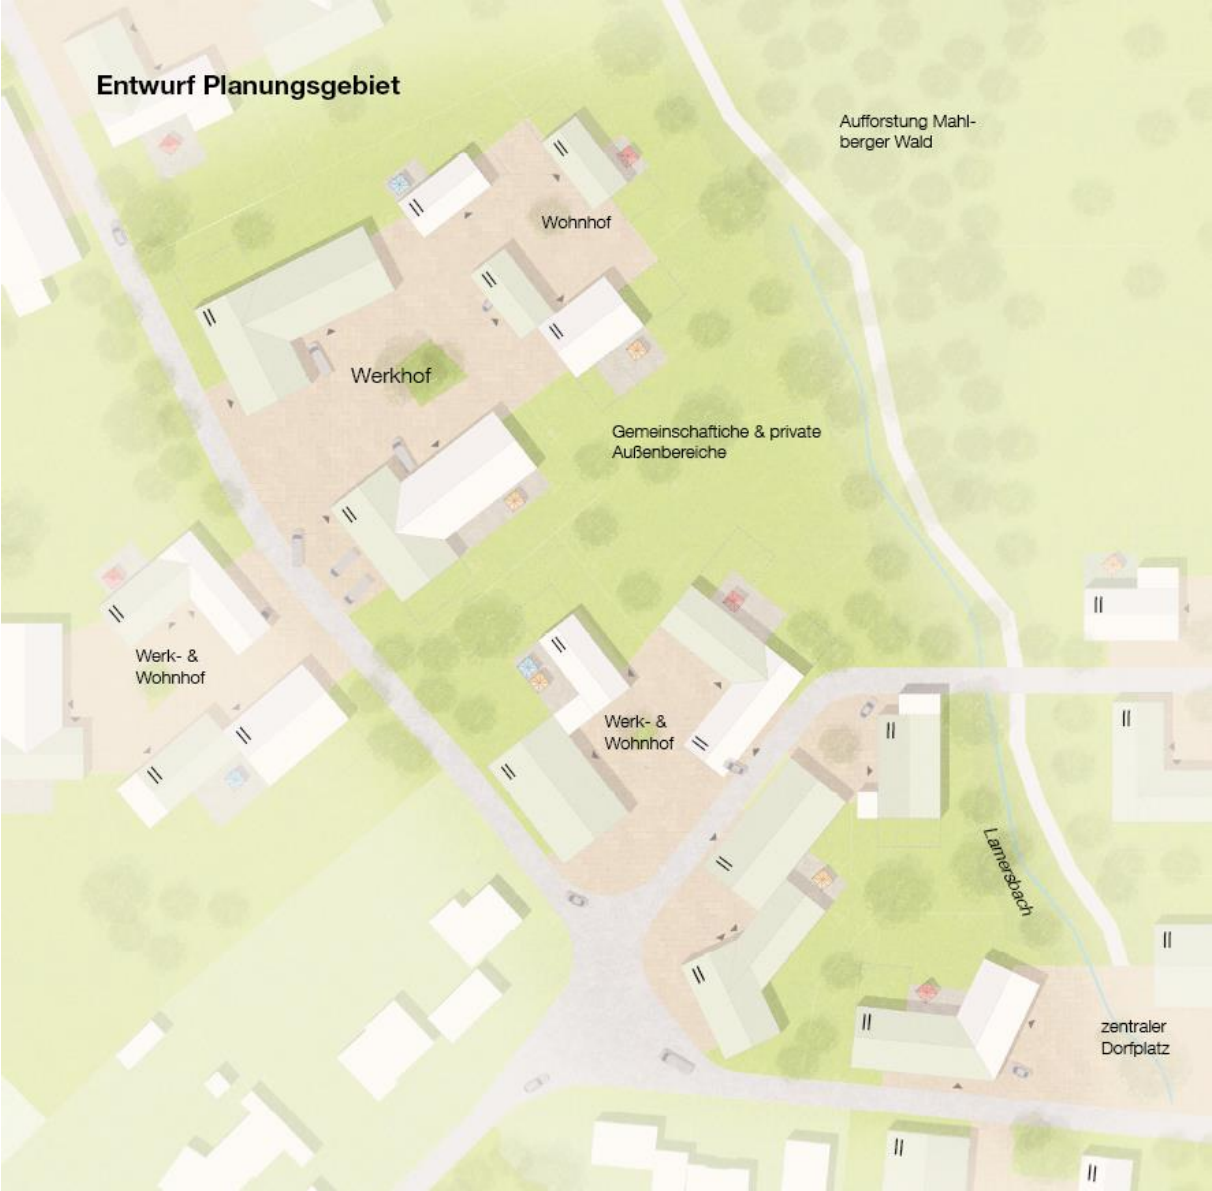 Entwurf Planungsgebiet
Aufforstung Mahl-
berger Wald
Wohnhof
Werkhof
Gemeinschaftiche & private
Außenbereiche
Werk- &
Wohnhof
Werk- &
Wohnhof
Lamersbach
zentraler
Dorfplatz